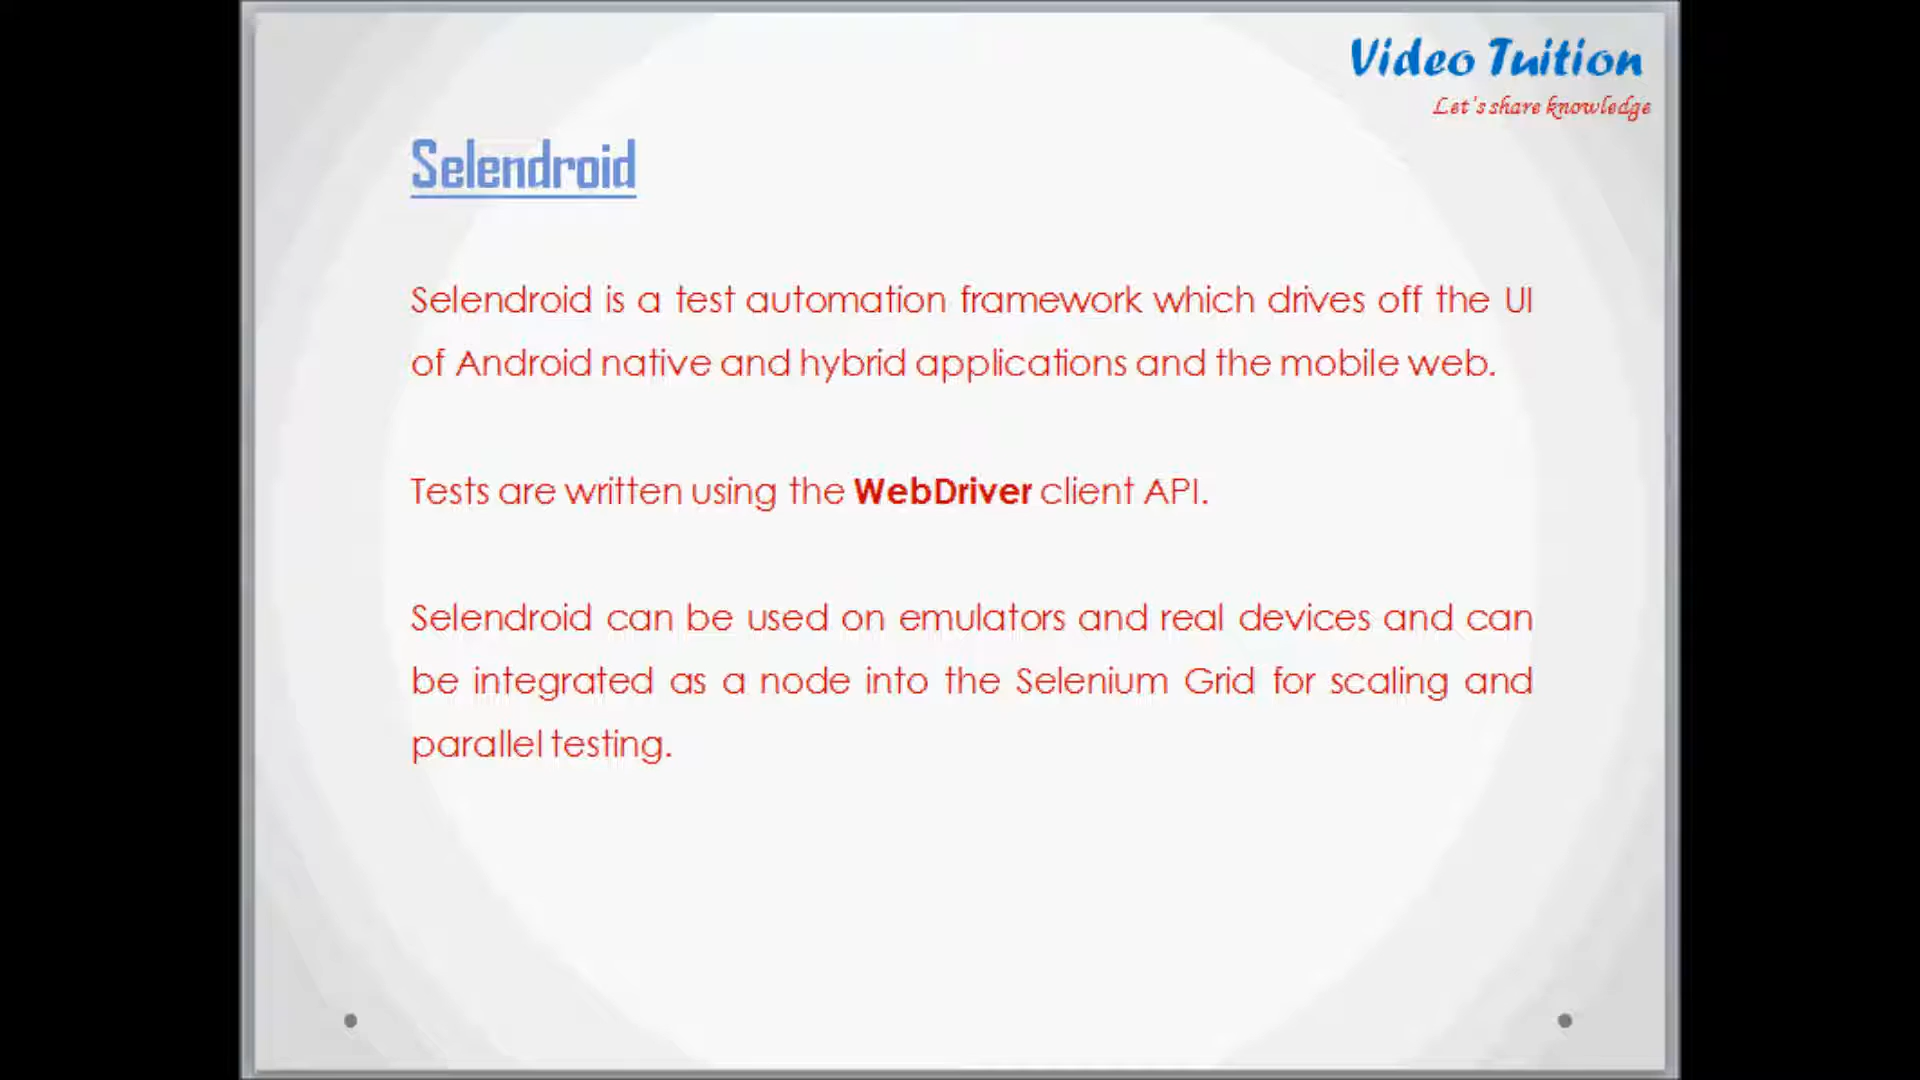 Video Tuition
Let's share knowledge
Selendroid
Selendroid is a test automation framework which drives off the UI
of Android native and hybrid applications and the mobile web.
Tests are written using the WebDriver client API.
Selendroid can be used on emulators and real devices and can
be integrated as a node into the Selenium Grid for scaling and
parallel testing.